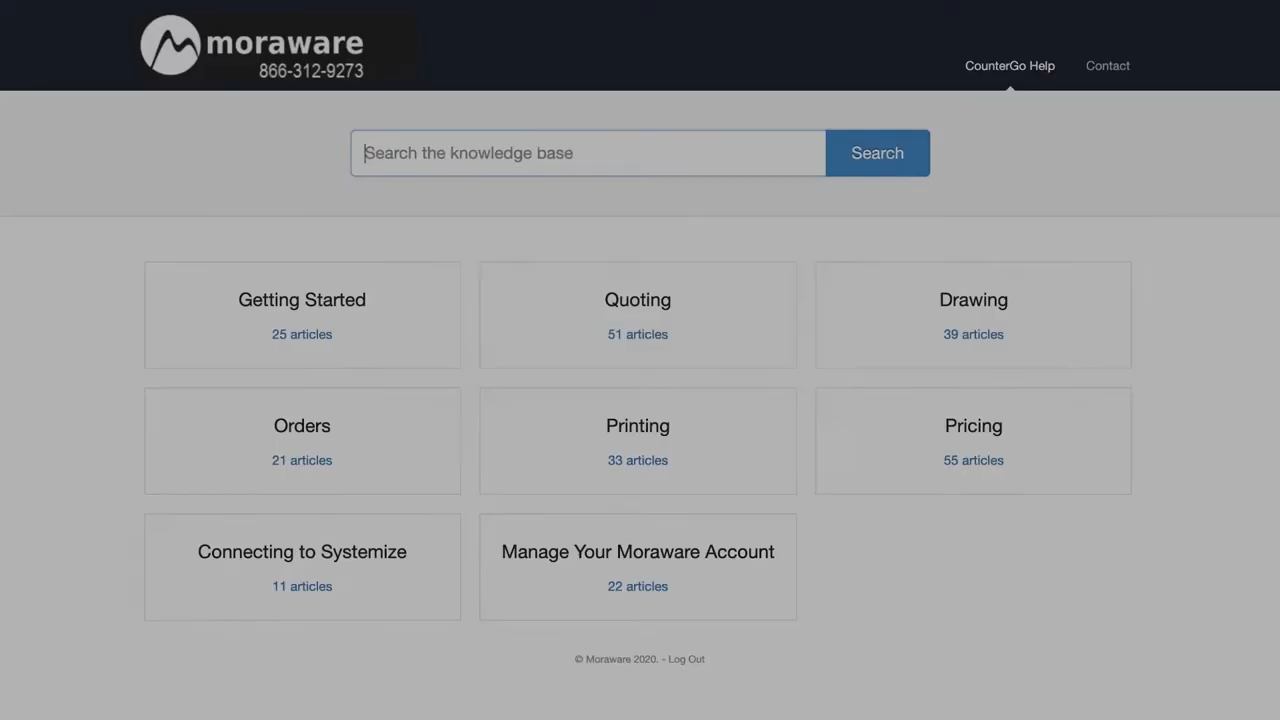 moraware
866-312-9273
CounterGo Help
Contact
Search the knowledge base
Search
Getting Started
25 articles
Quoting
51 articles
Drawing
39 articles
Orders
21 articles
Printing
33 articles
Pricing
55 articles
Connecting to Systemize
11 articles
Manage Your Moraware Account
22 articles
© Moraware 2020. - Log Out